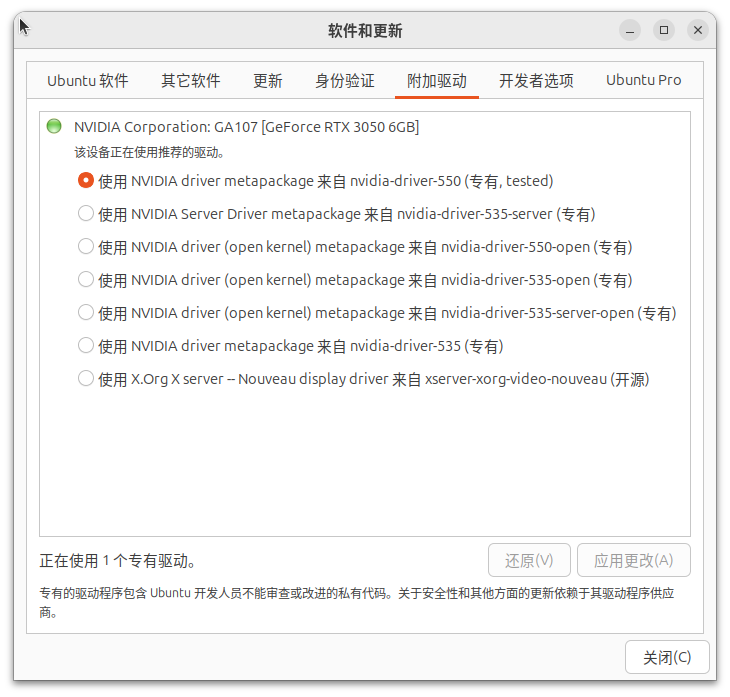 软件和更新
Ubuntu 软件 其它软件 更新 身份验证 附加驱动 开发者选项 Ubuntu Pro
NVIDIA Corporation: GA107 [GeForce RTX 3050 6GB]
该设备正在使用推荐的驱动。
使用 NVIDIA driver metapackage 来自 nvidia-driver-550 (专有, tested)
使用 NVIDIA Server Driver metapackage 来自 nvidia-driver-535-server (专有)
使用 NVIDIA driver (open kernel) metapackage 来自 nvidia-driver-550-open (专有)
使用 NVIDIA driver (open kernel) metapackage 来自 nvidia-driver-535-open (专有)
使用 NVIDIA driver (open kernel) metapackage 来自 nvidia-driver-535-server-open (专有)
使用 NVIDIA driver metapackage 来自 nvidia-driver-535 (专有)
使用 X.Org X server -- Nouveau display driver 来自 xserver-xorg-video-nouveau (开源)
正在使用 1 个专有驱动。 还原(V) 应用更改(A)
专有的驱动程序包含 Ubuntu 开发人员不能审查或改进的私有代码。关于安全性和其他方面的更新依赖于其驱动程序供应
商。
关闭(C)